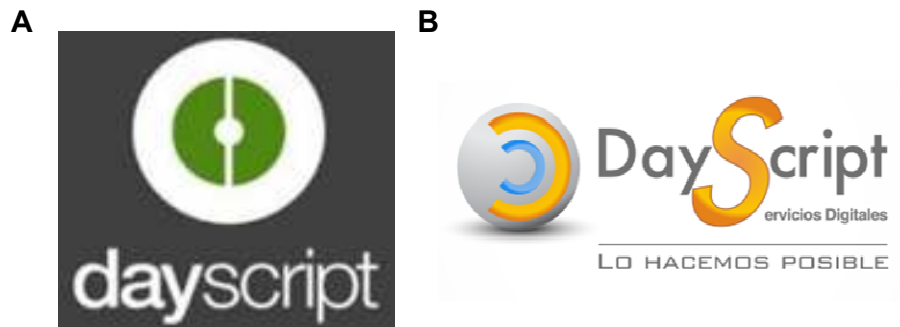 A
B
dayscript
DayScript
ervicios Digitales
LO HACEMOS POSIBLE